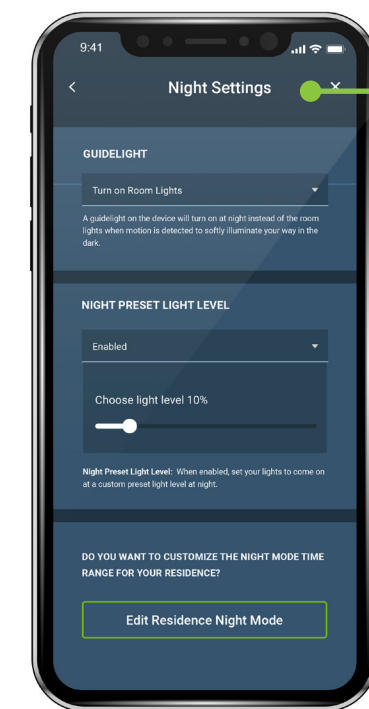 9:41
Night Settings
GUIDELIGHT
Turn on Room Lights
A guidelight on the device will turn on at night instead of the room
lights when motion is detected to softly illuminate your way in the
dark.
NIGHT PRESET LIGHT LEVEL
Enabled
Choose light level 10%
Night Preset Light Level: When enabled, set your lights to come on
at a custom preset light level at night.
DO YOU WANT TO CUSTOMIZE THE NIGHT MODE TIME
RANGE FOR YOUR RESIDENCE?
Edit Residence Night Mode